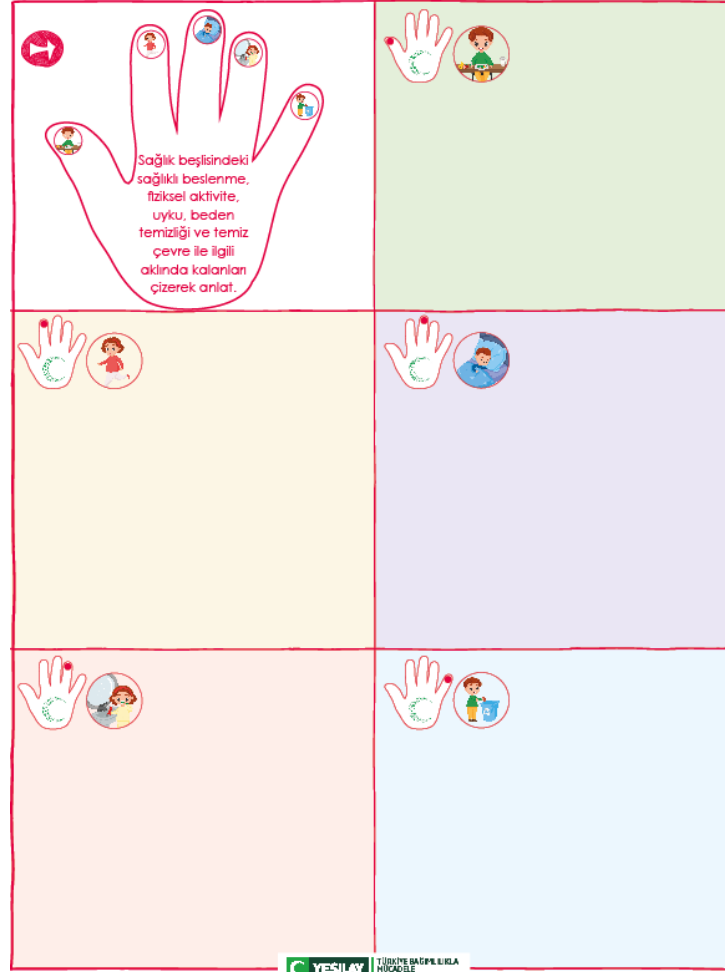 Sağlık beşlisindeki
sağlıklı beslenme,
fiziksel aktivite,
uyku, beden
temizliği ve temiz
çevre ile ilgili
aklında kalanları
çizerek anlat.
YEŞİLAY
TÜRKİYE BAĞIMLILIKLA
MÜCADELE